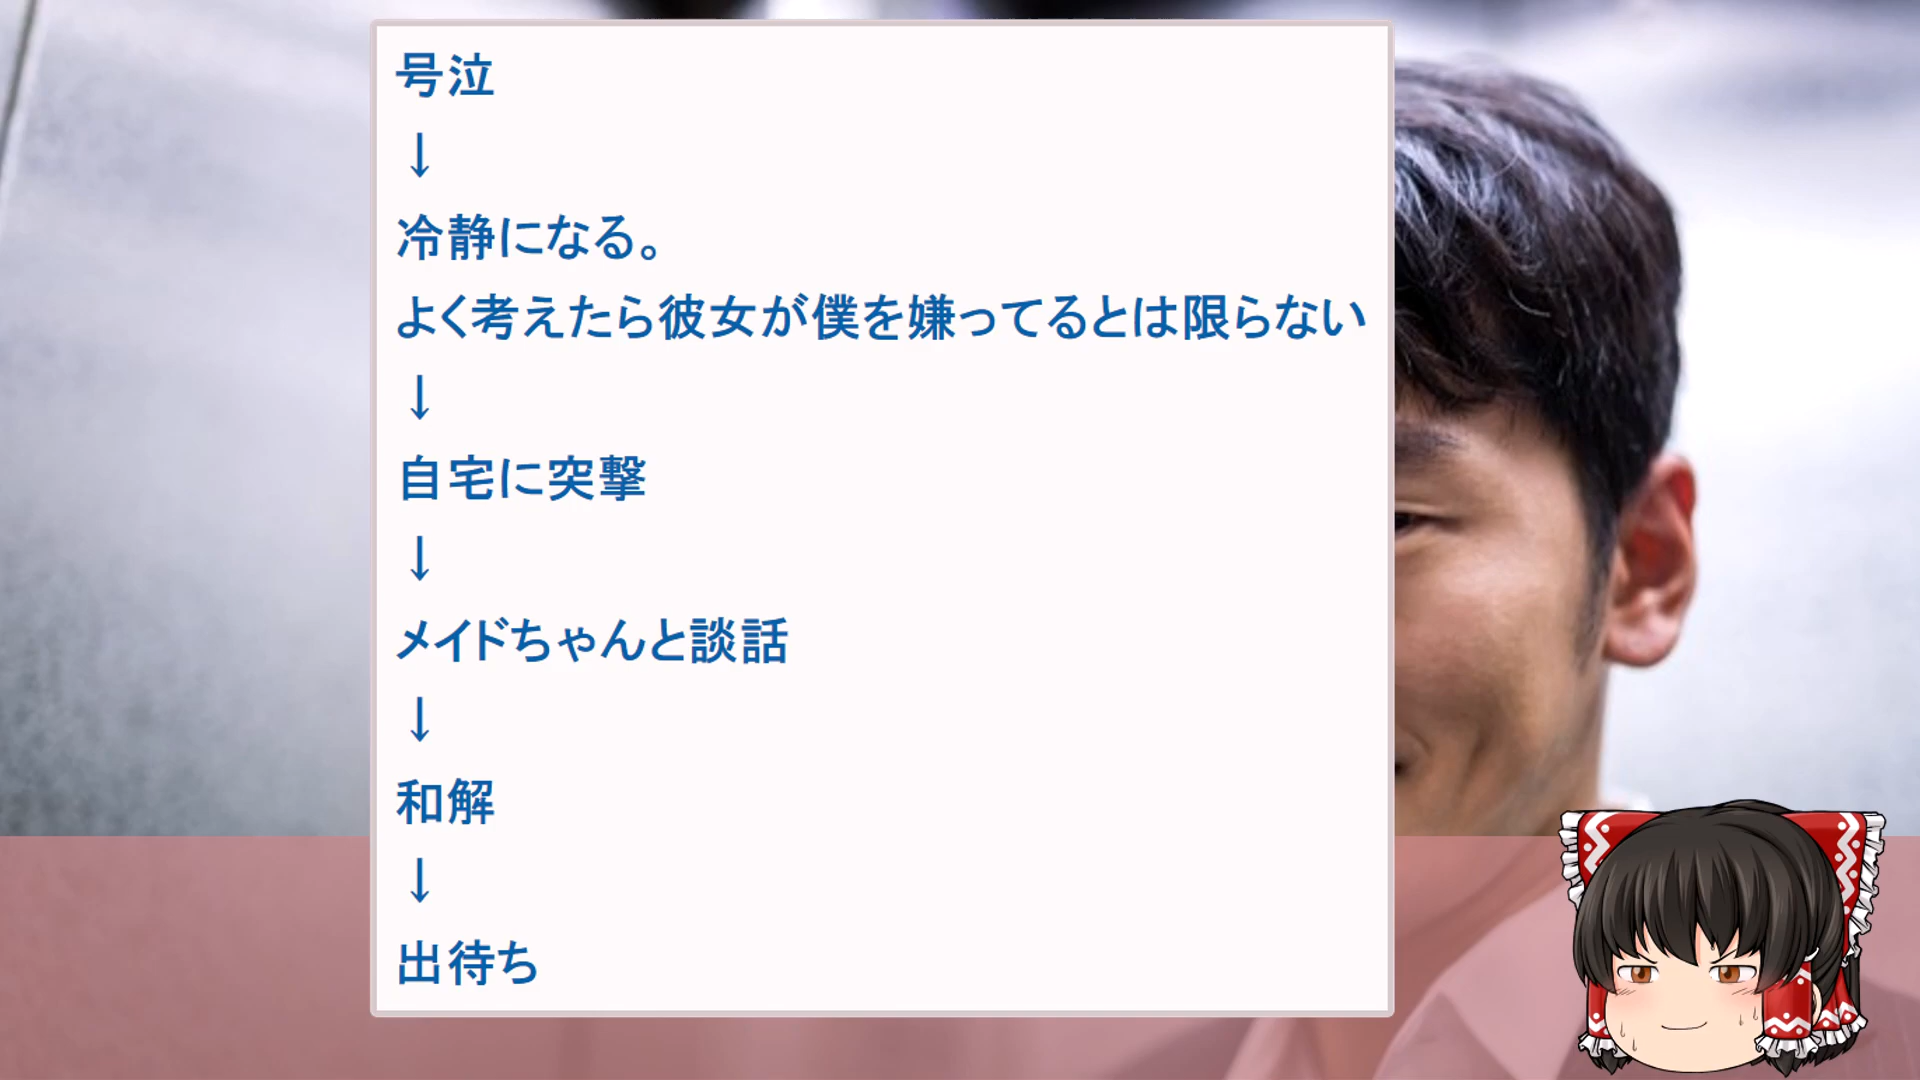 号泣
↓
冷静になる。
よく考えたら彼女が僕を嫌ってるとは限らない
↓
自宅に突撃
↓
メイドちゃんと談話
↓
和解
↓
出待ち